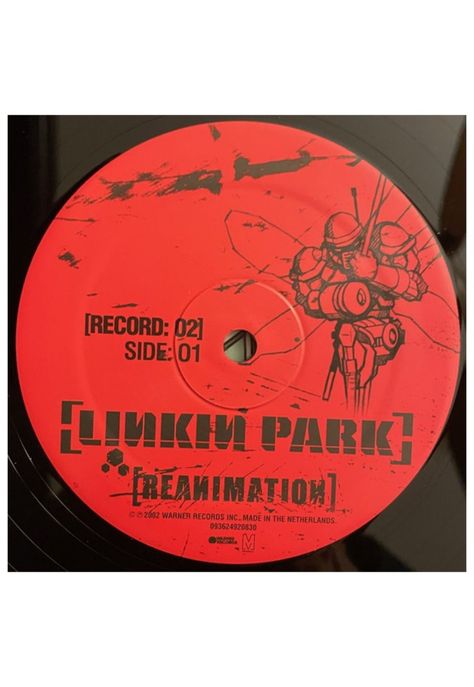 [RECORD: 02]
SIDE: 01
[LINKIN PARK]
[REANIMATION]
© ℗ 2002 WARNER RECORDS INC., MADE IN THE NETHERLANDS.
093624920830